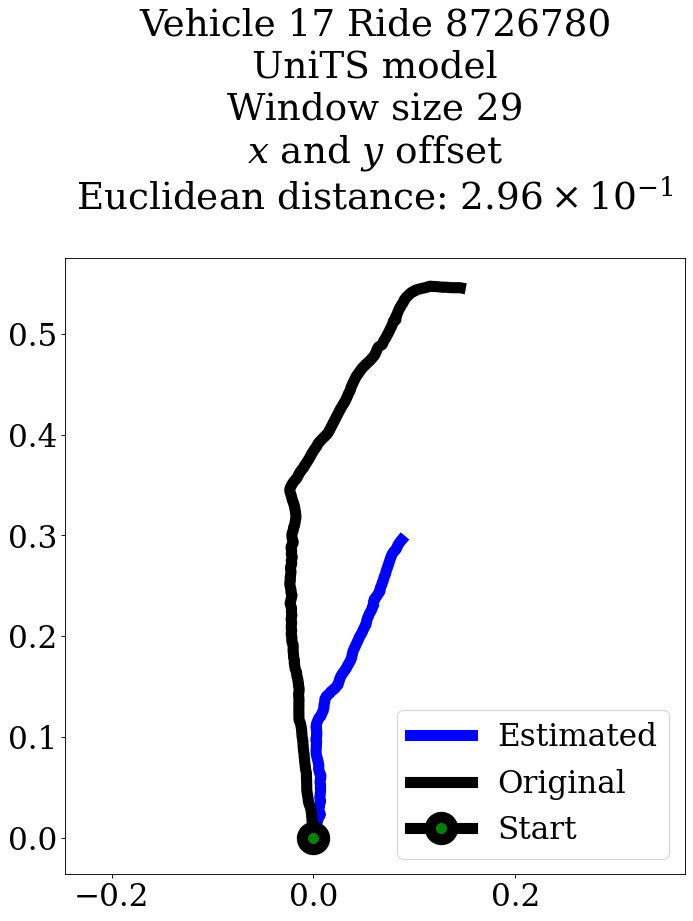 Vehicle 17 Ride 8726780
UniTS model
Window size 29
x and y offset
Euclidean distance: 2.96 × 10⁻¹
0.5
0.4
0.3
0.2
0.1
0.0
−0.2 0.0 0.2
Estimated
Original
Start